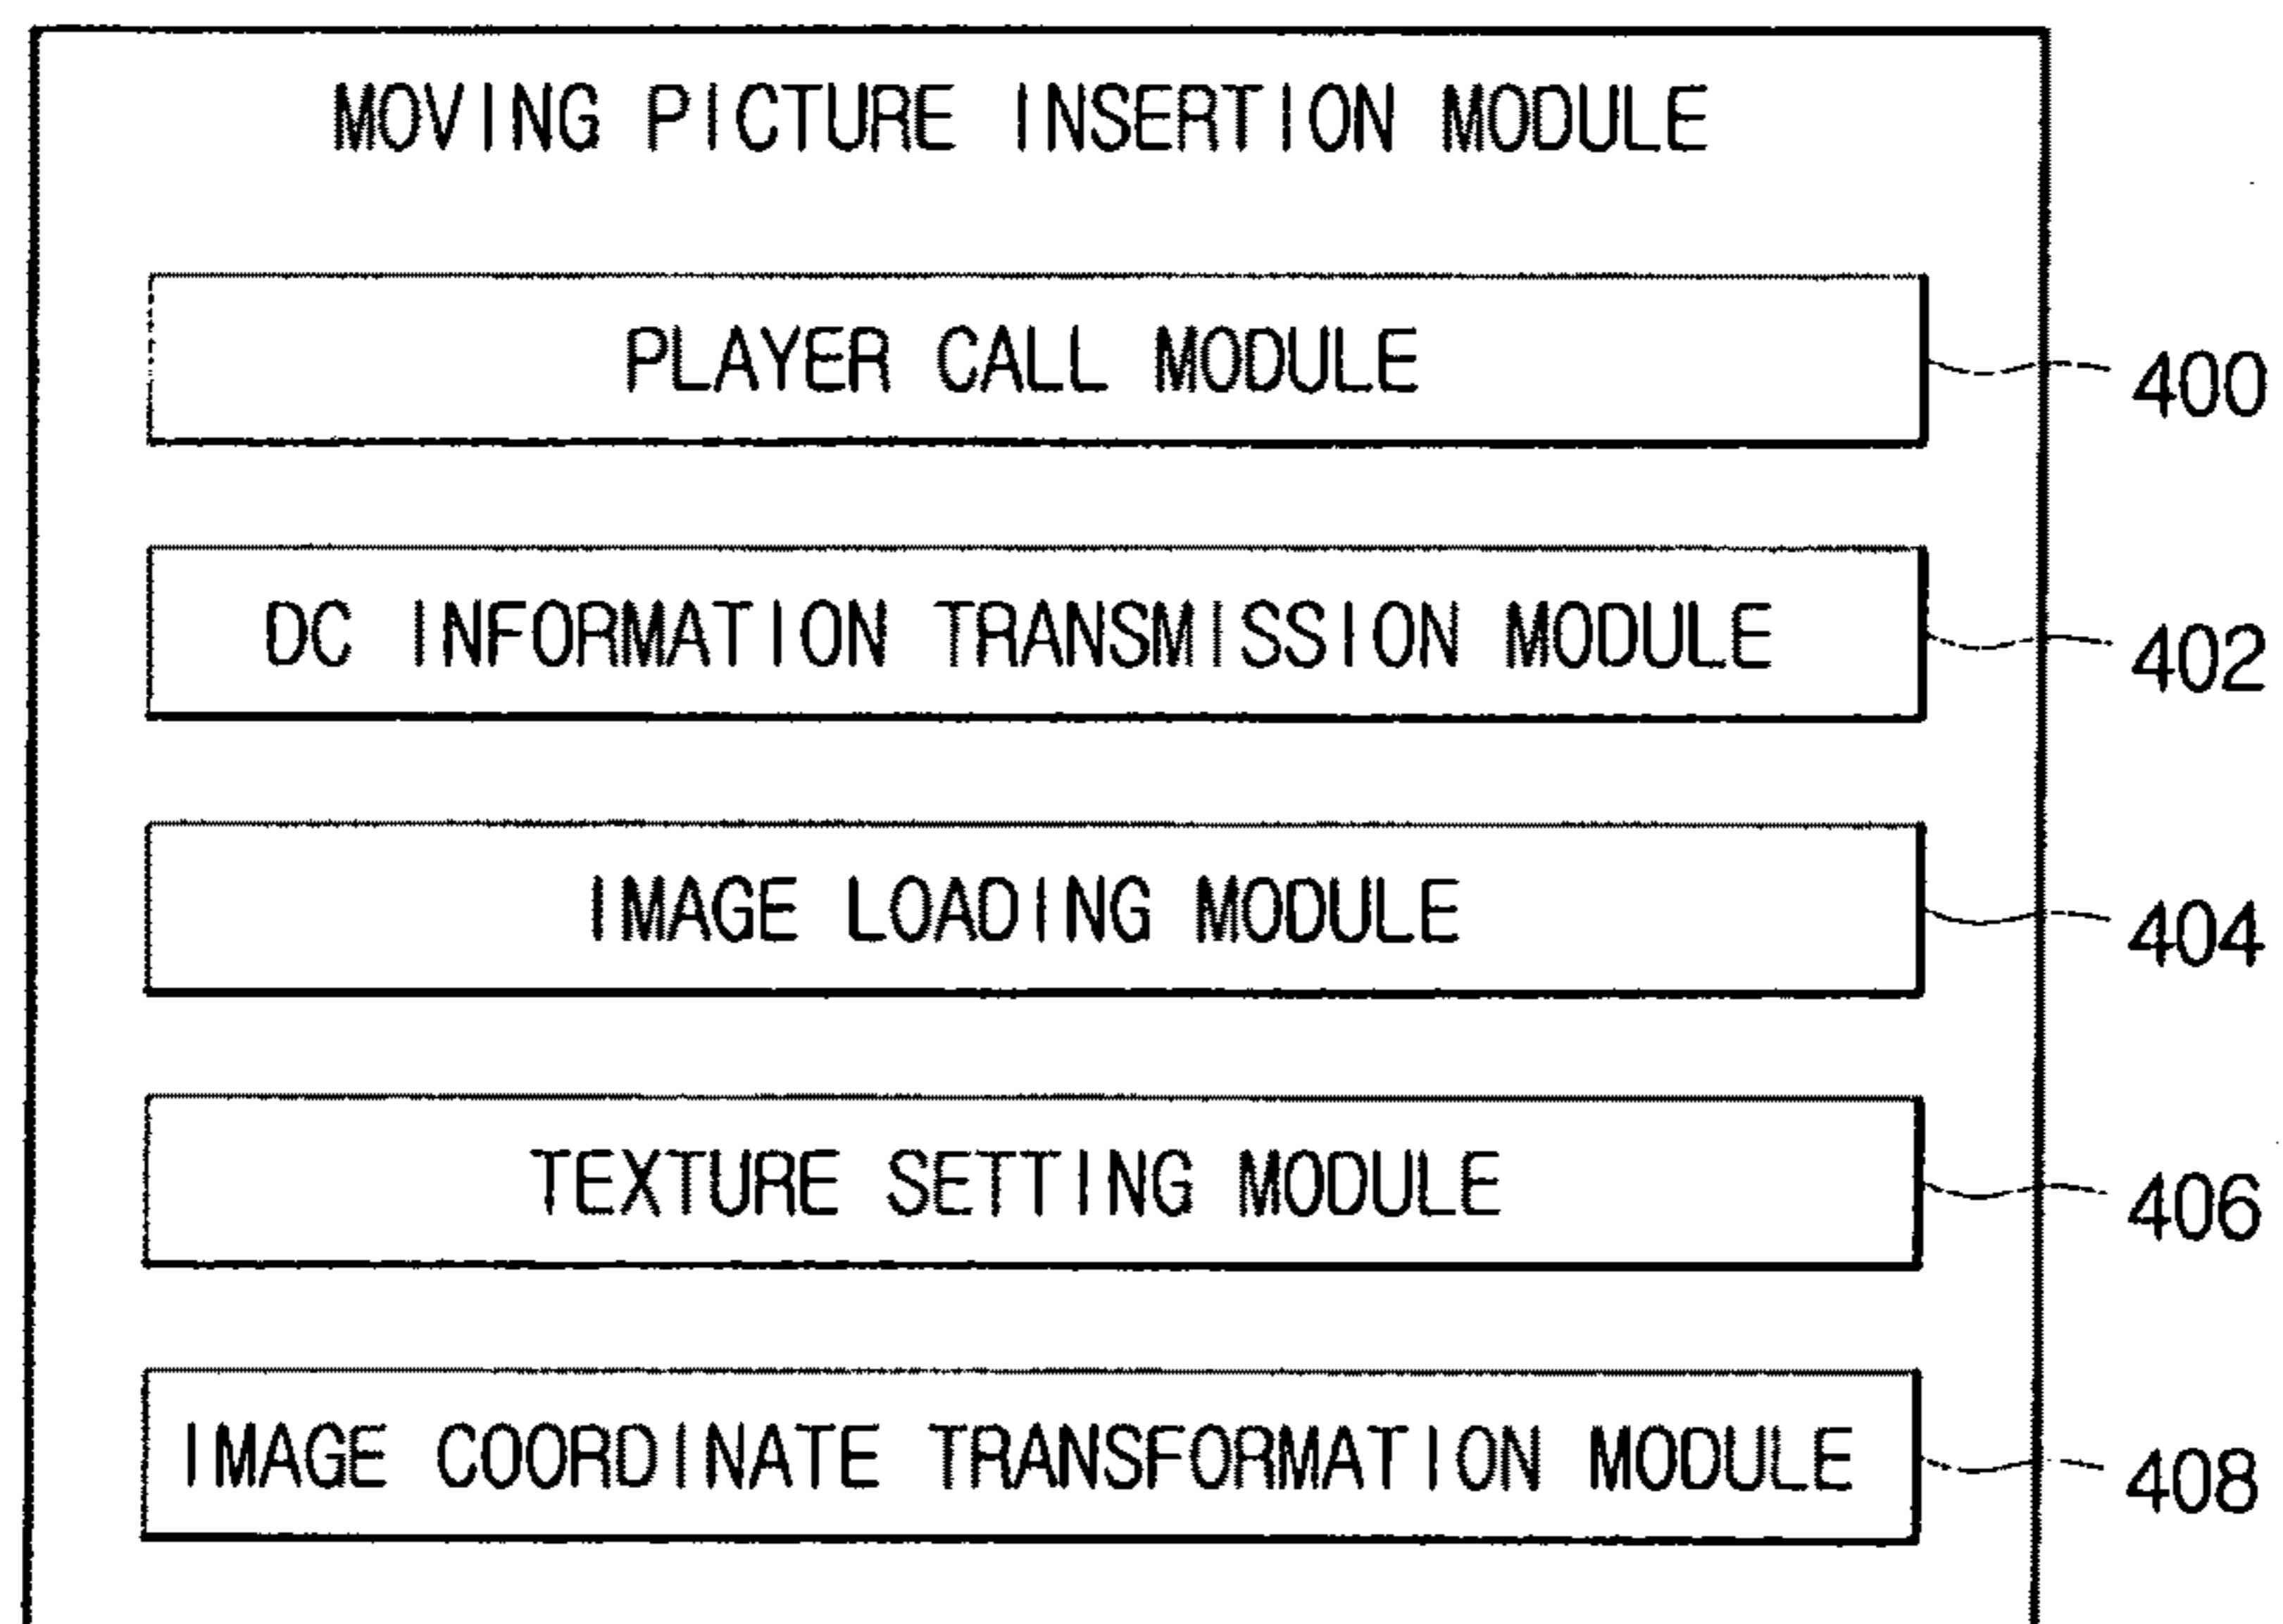 MOVING PICTURE INSERTION MODULE
PLAYER CALL MODULE 400
DC INFORMATION TRANSMISSION MODULE 402
IMAGE LOADING MODULE 404
TEXTURE SETTING MODULE 406
IMAGE COORDINATE TRANSFORMATION MODULE 408